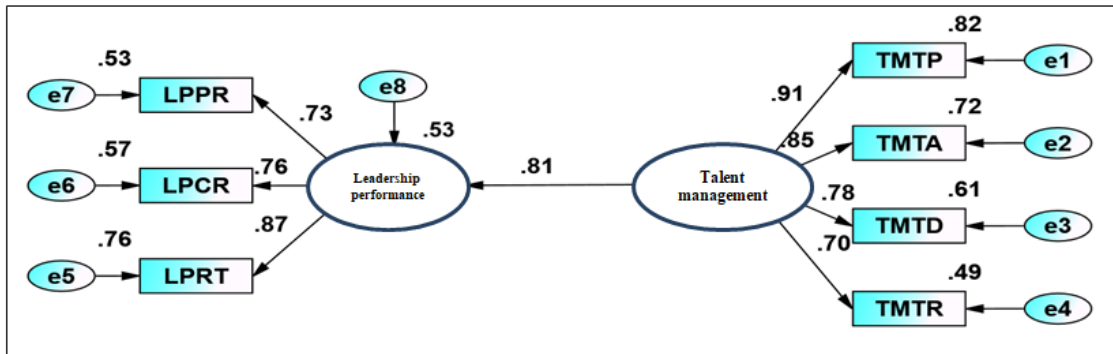 .53
e7
LPPR
.73
.57
e6
LPCR
.76
.76
e5
LPRT
.87
e8
.53
Leadership
performance
.81
Talent
management
.91
.82
TMTP
e1
.85
.72
TMTA
e2
.78
.61
TMTD
e3
.70
.49
TMTR
e4